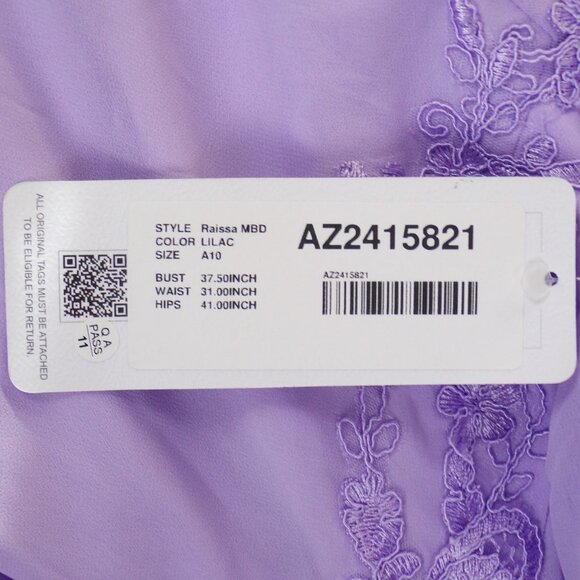 ALL ORIGINAL TAGS MUST BE ATTACHED
TO BE ELIGIBLE FOR RETURN.
QA
PASS
11
STYLE Raissa MBD
COLOR LILAC
SIZE A10
BUST 37.50INCH
WAIST 31.00INCH
HIPS 41.00INCH
AZ2415821
AZ2415821